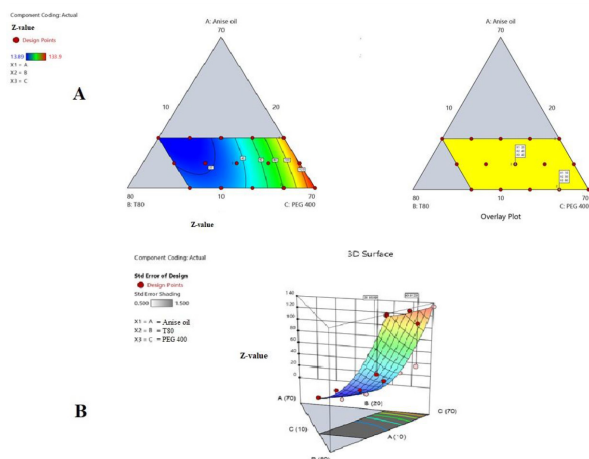 Component Coding: Actual
Z-value
Design Points
13.89 133.9
X1 = A
X2 = B
X3 = C
A
A: Anise oil
70
10
20
80
10
70
B: T80
C: PEG 400
Z-value
A: Anise oil
70
10
20
80
10
70
B: T80
C: PEG 400
Overlay Plot
B
Component Coding: Actual
Std Error of Design
Design Points
Std Error Shading
0.500 1.500
X1 = A = Anise oil
X2 = B = T80
X3 = C = PEG 400
3D Surface
Z-value
140
120
100
80
60
40
20
0
A (70)
B (20)
C (70)
C (10)
A (10)